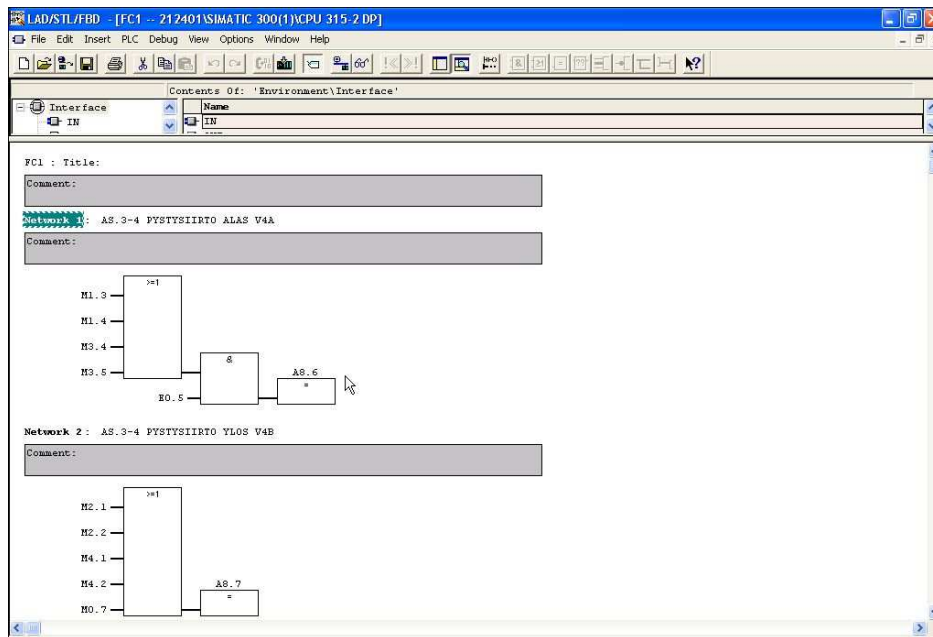 LAD/STL/FBD - [FC1 -- 212401\SIMATIC 300(1)\CPU 315-2 DP]
File Edit Insert PLC Debug View Options Window Help
Contents Of: 'Environment\Interface'
Interface
Name
IN
IN
FC1 : Title:
Comment:
Network 1: AS.3-4 PYSTYSIIRTO ALAS V4A
Comment:
>=1
M1.3
M1.4
M3.4
&
M3.5
A8.6
=
E0.5
Network 2: AS.3-4 PYSTYSIIRTO YLOS V4B
Comment:
>=1
M2.1
M2.2
M4.1
M4.2
A8.7
=
M0.7